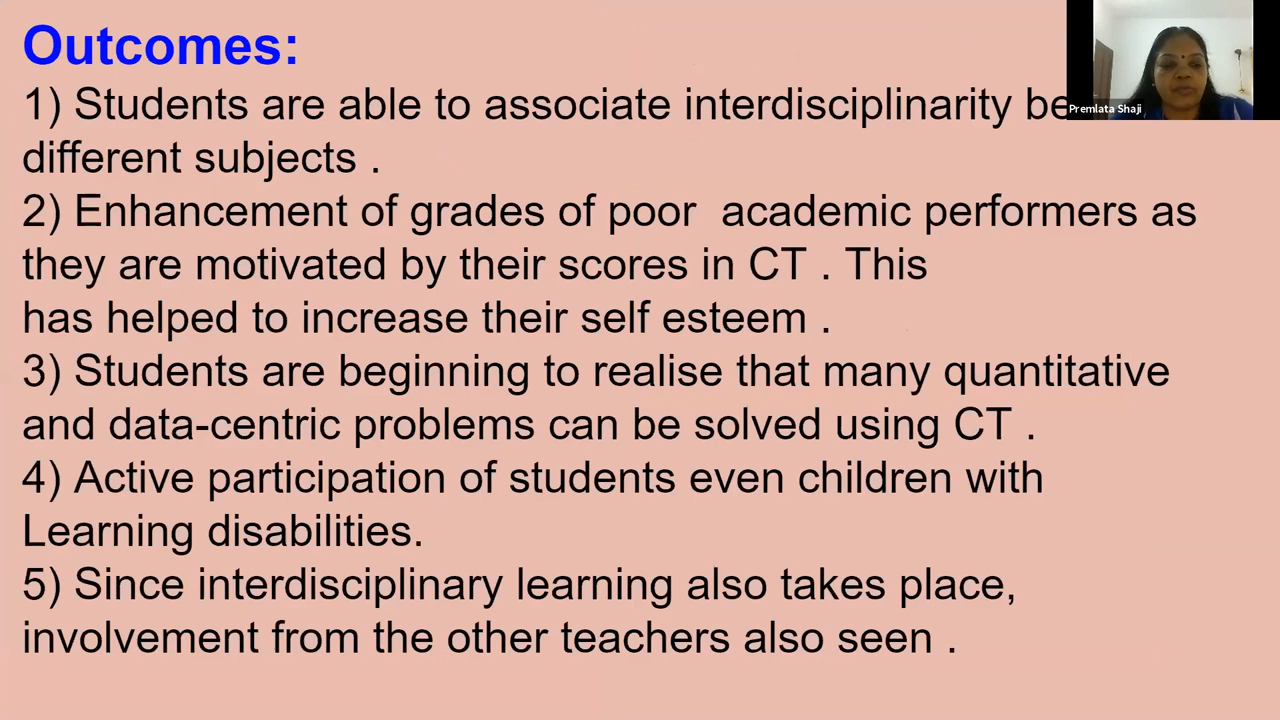 Outcomes:
1) Students are able to associate interdisciplinarity
Premlata Shaji
different subjects .
2) Enhancement of grades of poor academic performers as
they are motivated by their scores in CT . This
has helped to increase their self esteem .
3) Students are beginning to realise that many quantitative
and data-centric problems can be solved using CT .
4) Active participation of students even children with
Learning disabilities.
5) Since interdisciplinary learning also takes place,
involvement from the other teachers also seen .